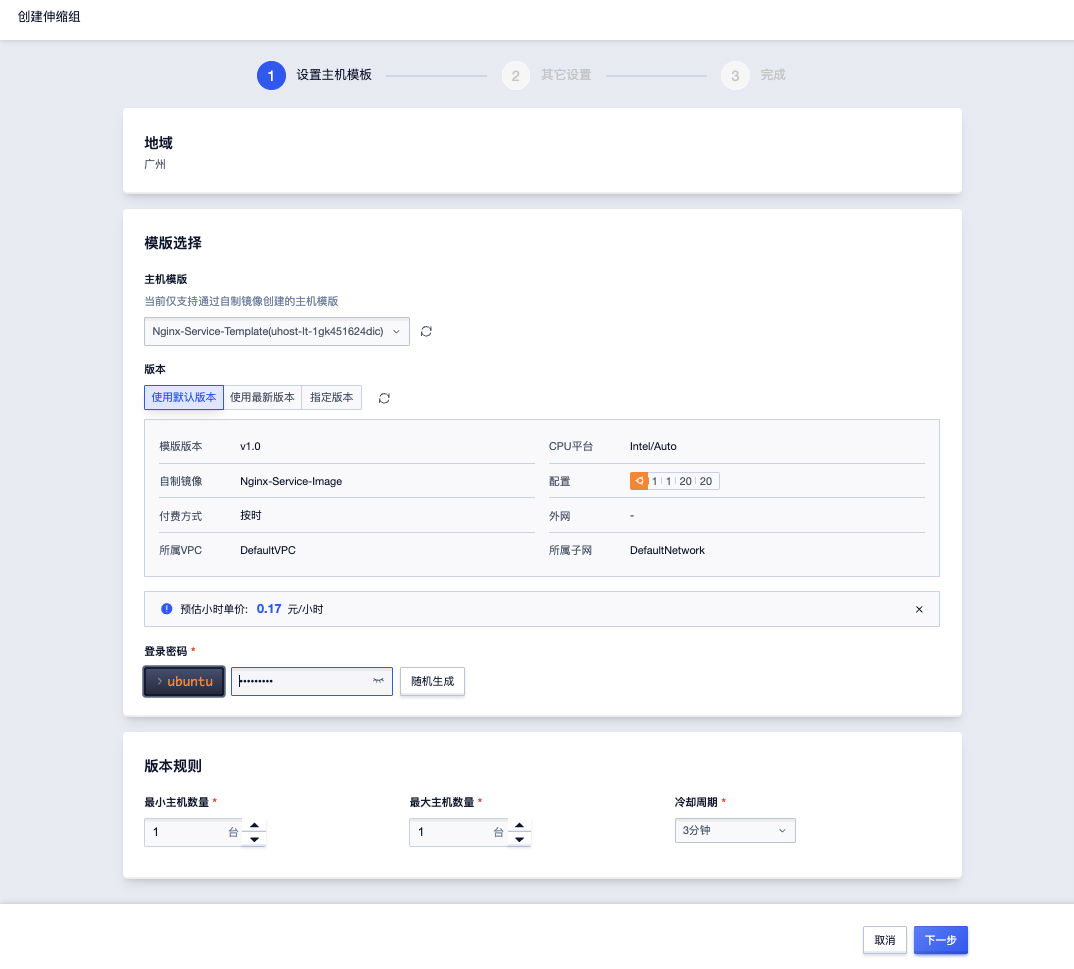 创建伸缩组
1 设置主机模板 2 其它设置 3 完成
地域
广州
模版选择
主机模版
当前仅支持通过自制镜像创建的主机模版
Nginx-Service-Template(uhost-lt-1gk451624dic)
版本
使用默认版本 使用最新版本 指定版本
模版版本 v1.0 CPU平台 Intel/Auto
自制镜像 Nginx-Service-Image 配置 1 1 20 20
付费方式 按时 外网 -
所属VPC DefaultVPC 所属子网 DefaultNetwork
预估小时单价: 0.17 元/小时
登录密码 *
ubuntu ••••••••• 随机生成
版本规则
最小主机数量 * 最大主机数量 * 冷却周期 *
1 台 1 台 3分钟
取消 下一步